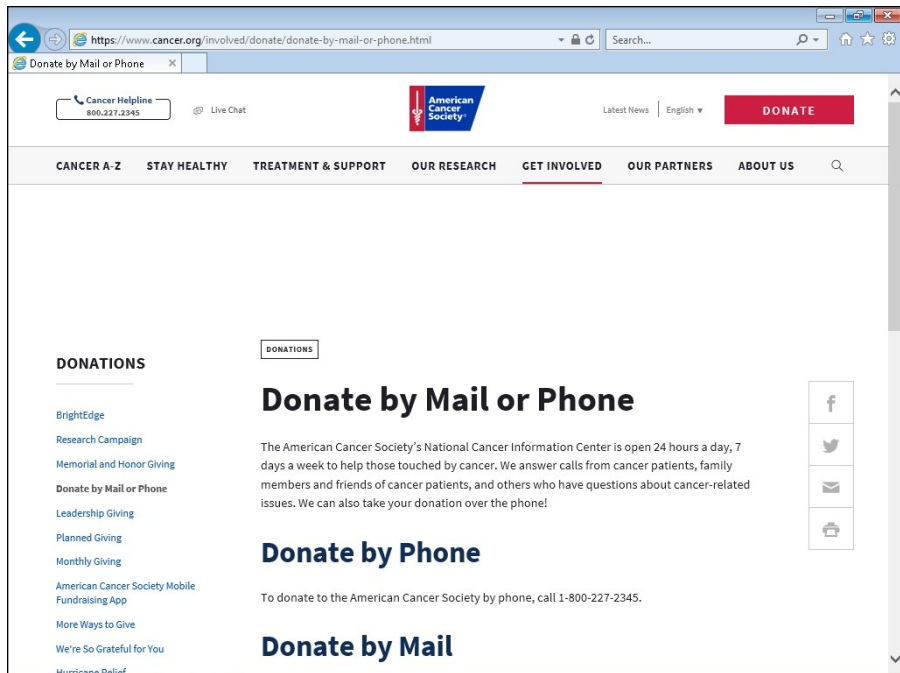 https://www.cancer.org/involved/donate/donate-by-mail-or-phone.html
Search...
Donate by Mail or Phone
Cancer Helpline
800.227.2345
Live Chat
American
Cancer
Society®
Latest News
English
DONATE
CANCER A-Z
STAY HEALTHY
TREATMENT & SUPPORT
OUR RESEARCH
GET INVOLVED
OUR PARTNERS
ABOUT US
DONATIONS
BrightEdge
Research Campaign
Memorial and Honor Giving
Donate by Mail or Phone
Leadership Giving
Planned Giving
Monthly Giving
American Cancer Society Mobile
Fundraising App
More Ways to Give
We're So Grateful for You
Hurricane Relief
DONATIONS
Donate by Mail or Phone
The American Cancer Society's National Cancer Information Center is open 24 hours a day, 7
days a week to help those touched by cancer. We answer calls from cancer patients, family
members and friends of cancer patients, and others who have questions about cancer-related
issues. We can also take your donation over the phone!
Donate by Phone
To donate to the American Cancer Society by phone, call 1-800-227-2345.
Donate by Mail